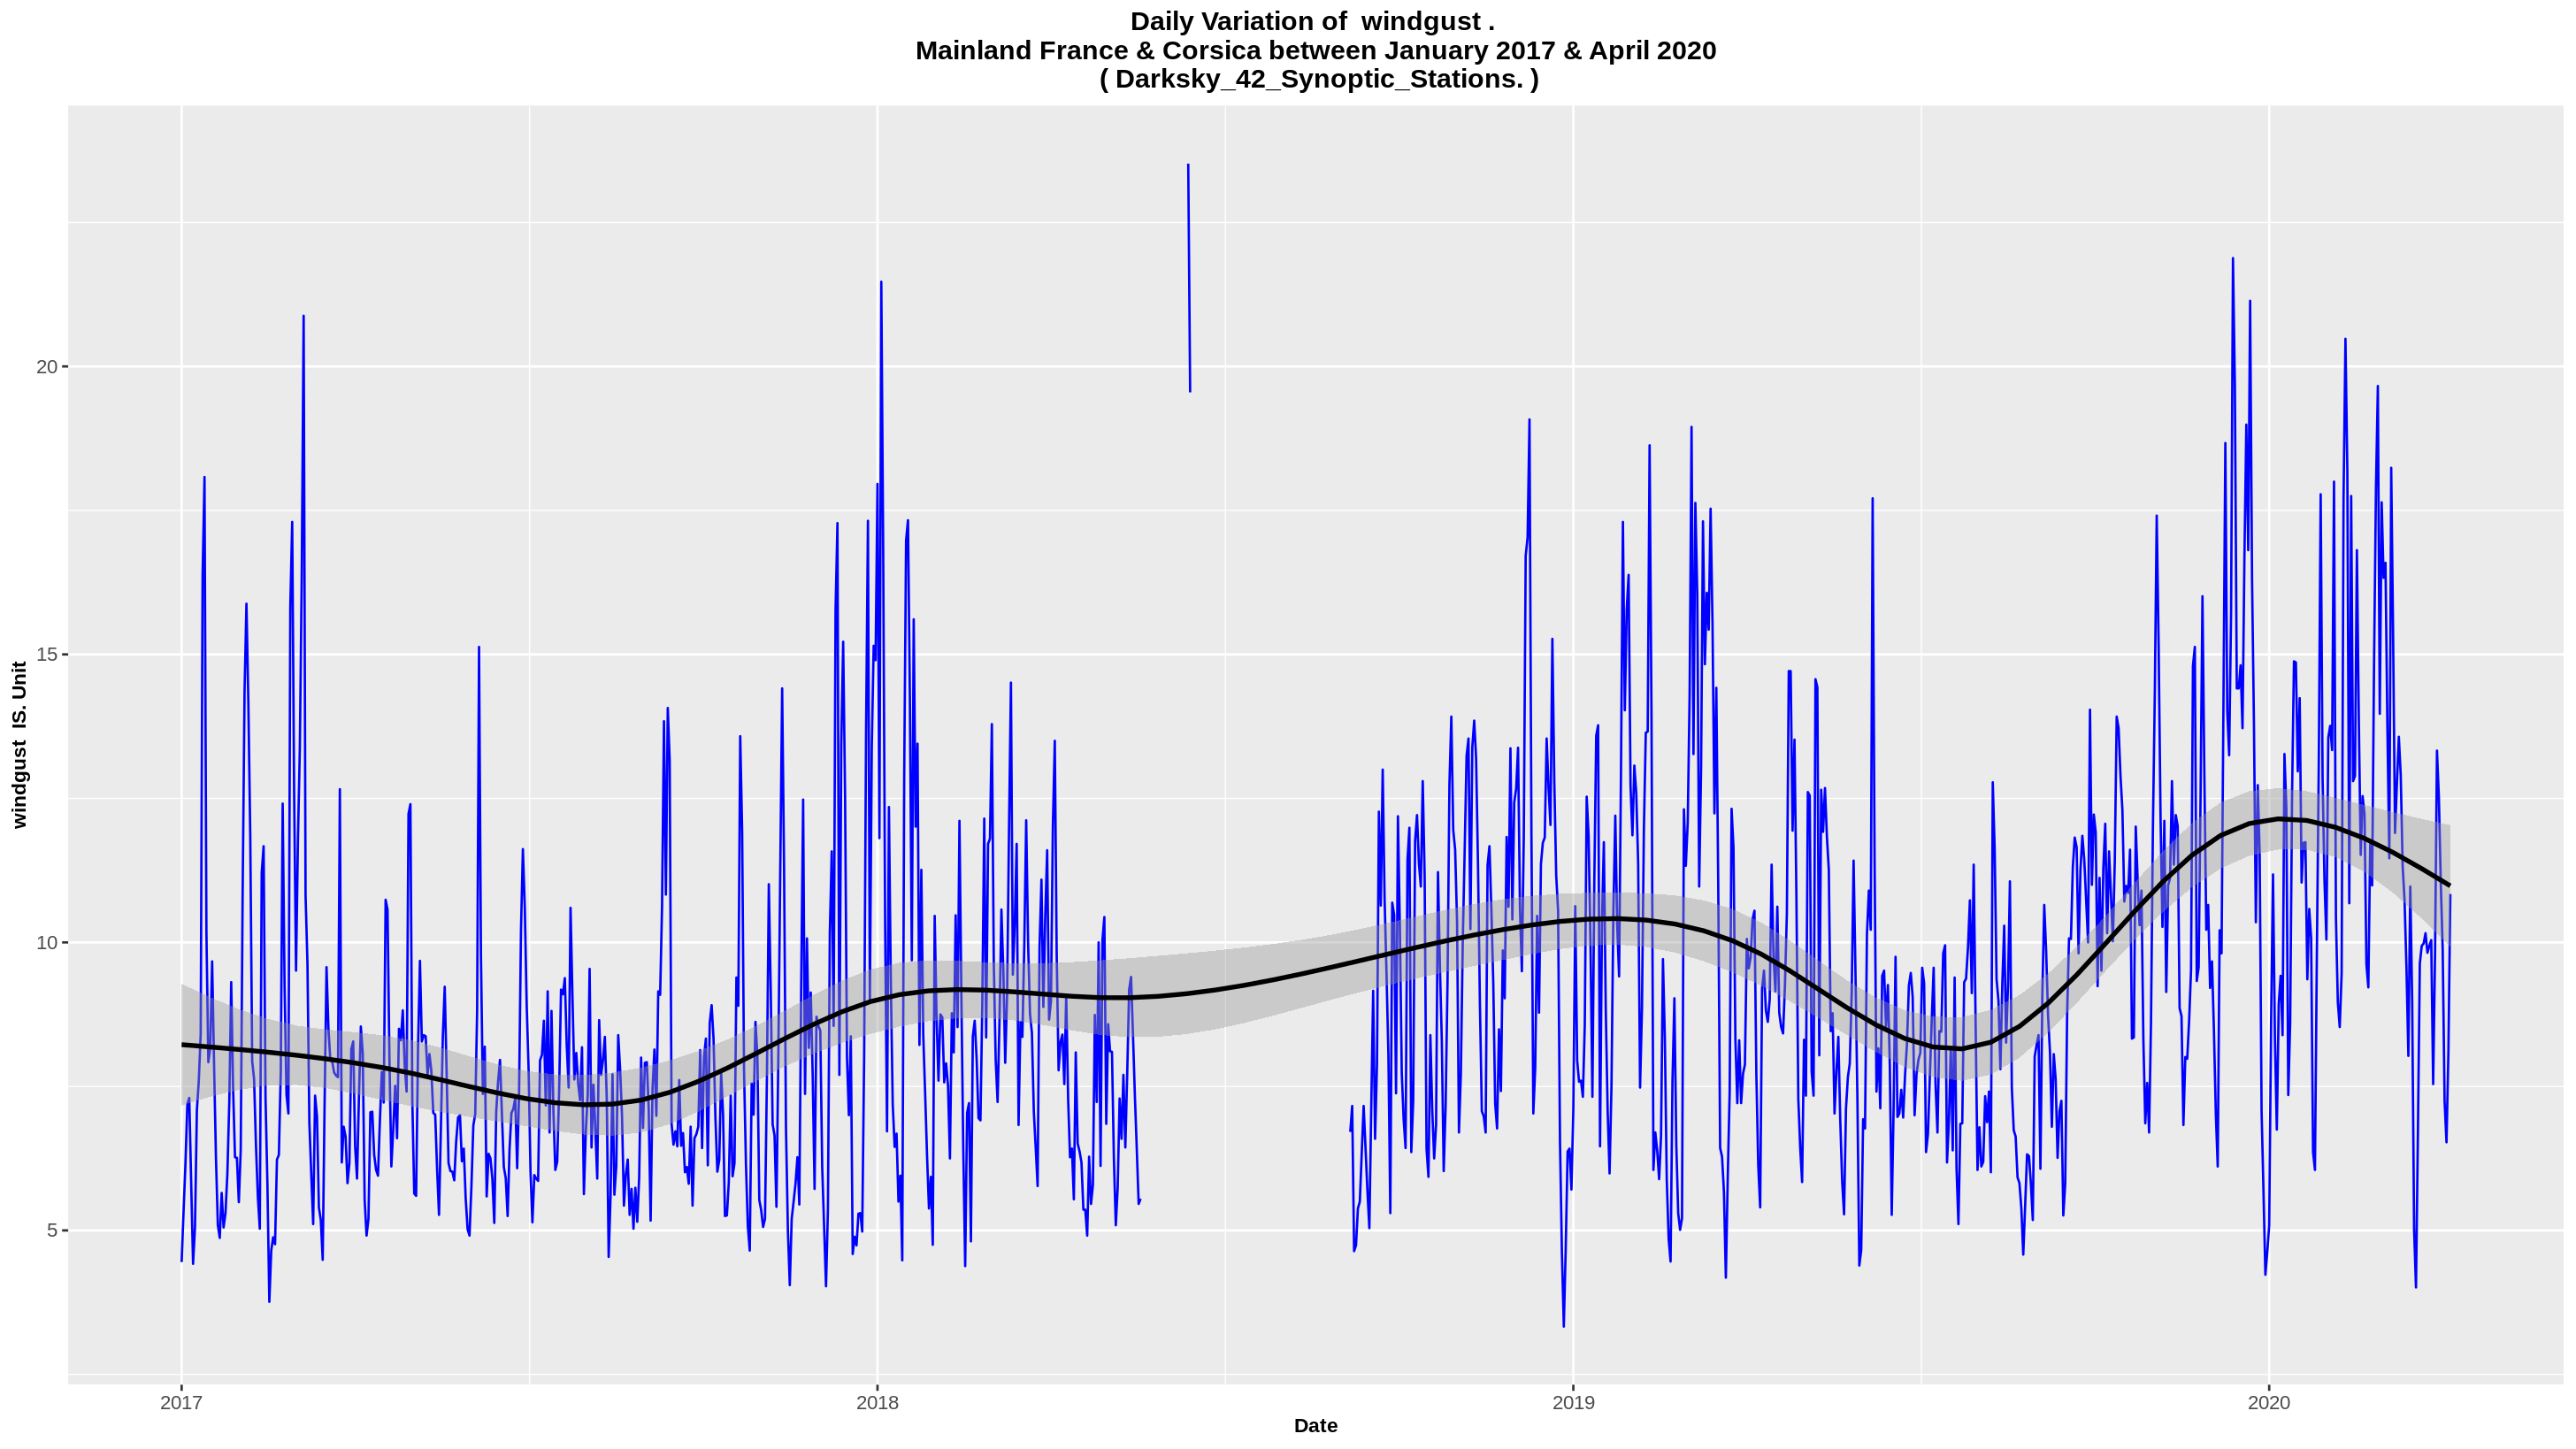 Daily Variation of  windgust .
Mainland France & Corsica between January 2017 & April 2020
( Darksky_42_Synoptic_Stations. )
windgust  IS. Unit
20
15
10
5
2017
2018
2019
2020
Date